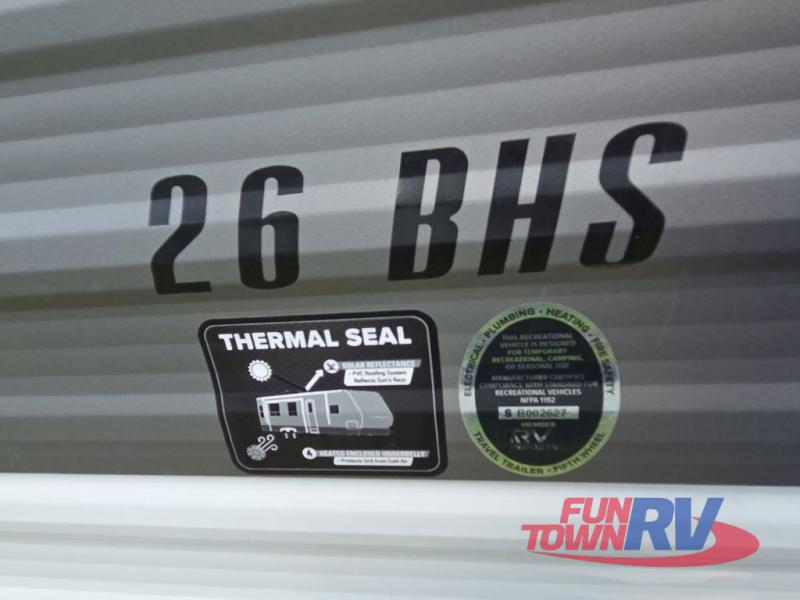 26 BHS
THERMAL SEAL
SOLAR REFLECTANCE
• PVC Roofing System
Reflects Sun's Rays
HEATED ENCLOSED UNDERBELLY
• Protects Unit from Cold Air
ELECTRICAL • PLUMBING • HEATING • FIRE SAFETY
THIS RECREATIONAL
VEHICLE IS DESIGNED
FOR TEMPORARY
RECREATIONAL, CAMPING,
OR SEASONAL USE.
MANUFACTURER CERTIFIES
COMPLIANCE WITH STANDARD FOR
RECREATIONAL VEHICLES
NFPA 1192
S B002627
MEMBER
RV
INDUSTRY
TRAVEL TRAILER • FIFTH WHEEL
FUN
TOWN RV